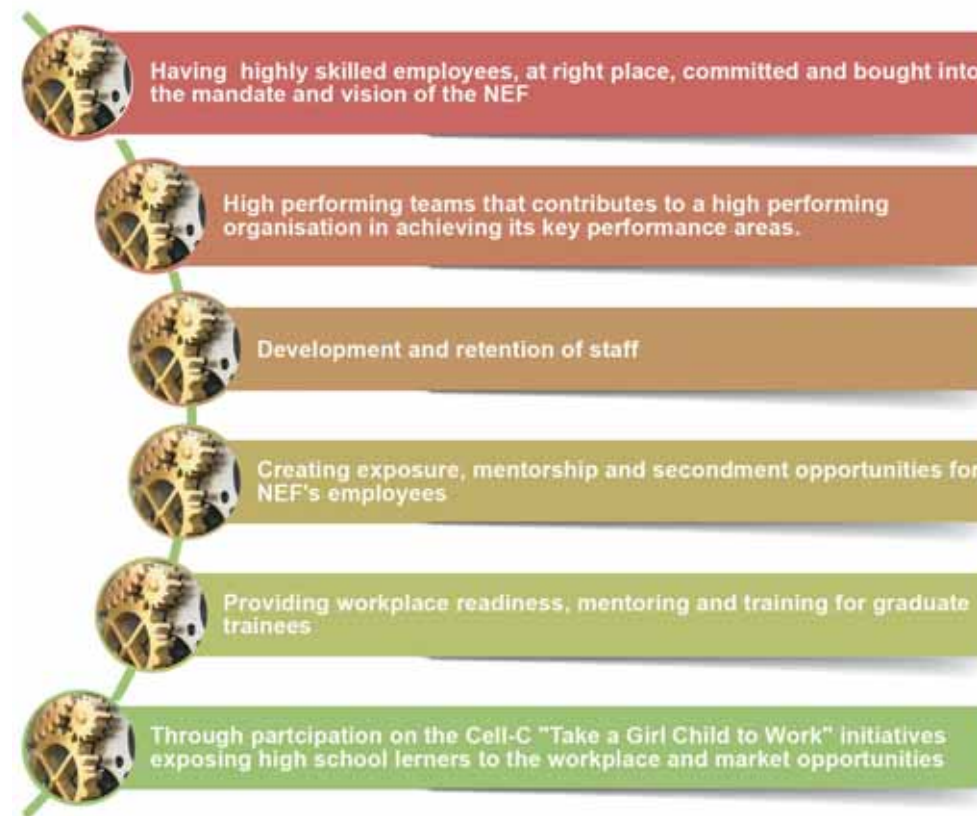 Having highly skilled employees, at right place, committed and bought into
the mandate and vision of the NEF
High performing teams that contributes to a high performing
organisation in achieving its key performance areas.
Development and retention of staff
Creating exposure, mentorship and secondment opportunities for
NEF's employees
Providing workplace readiness, mentoring and training for graduate
trainees
Through partcipation on the Cell-C "Take a Girl Child to Work" initiatives
exposing high school lerners to the workplace and market opportunities